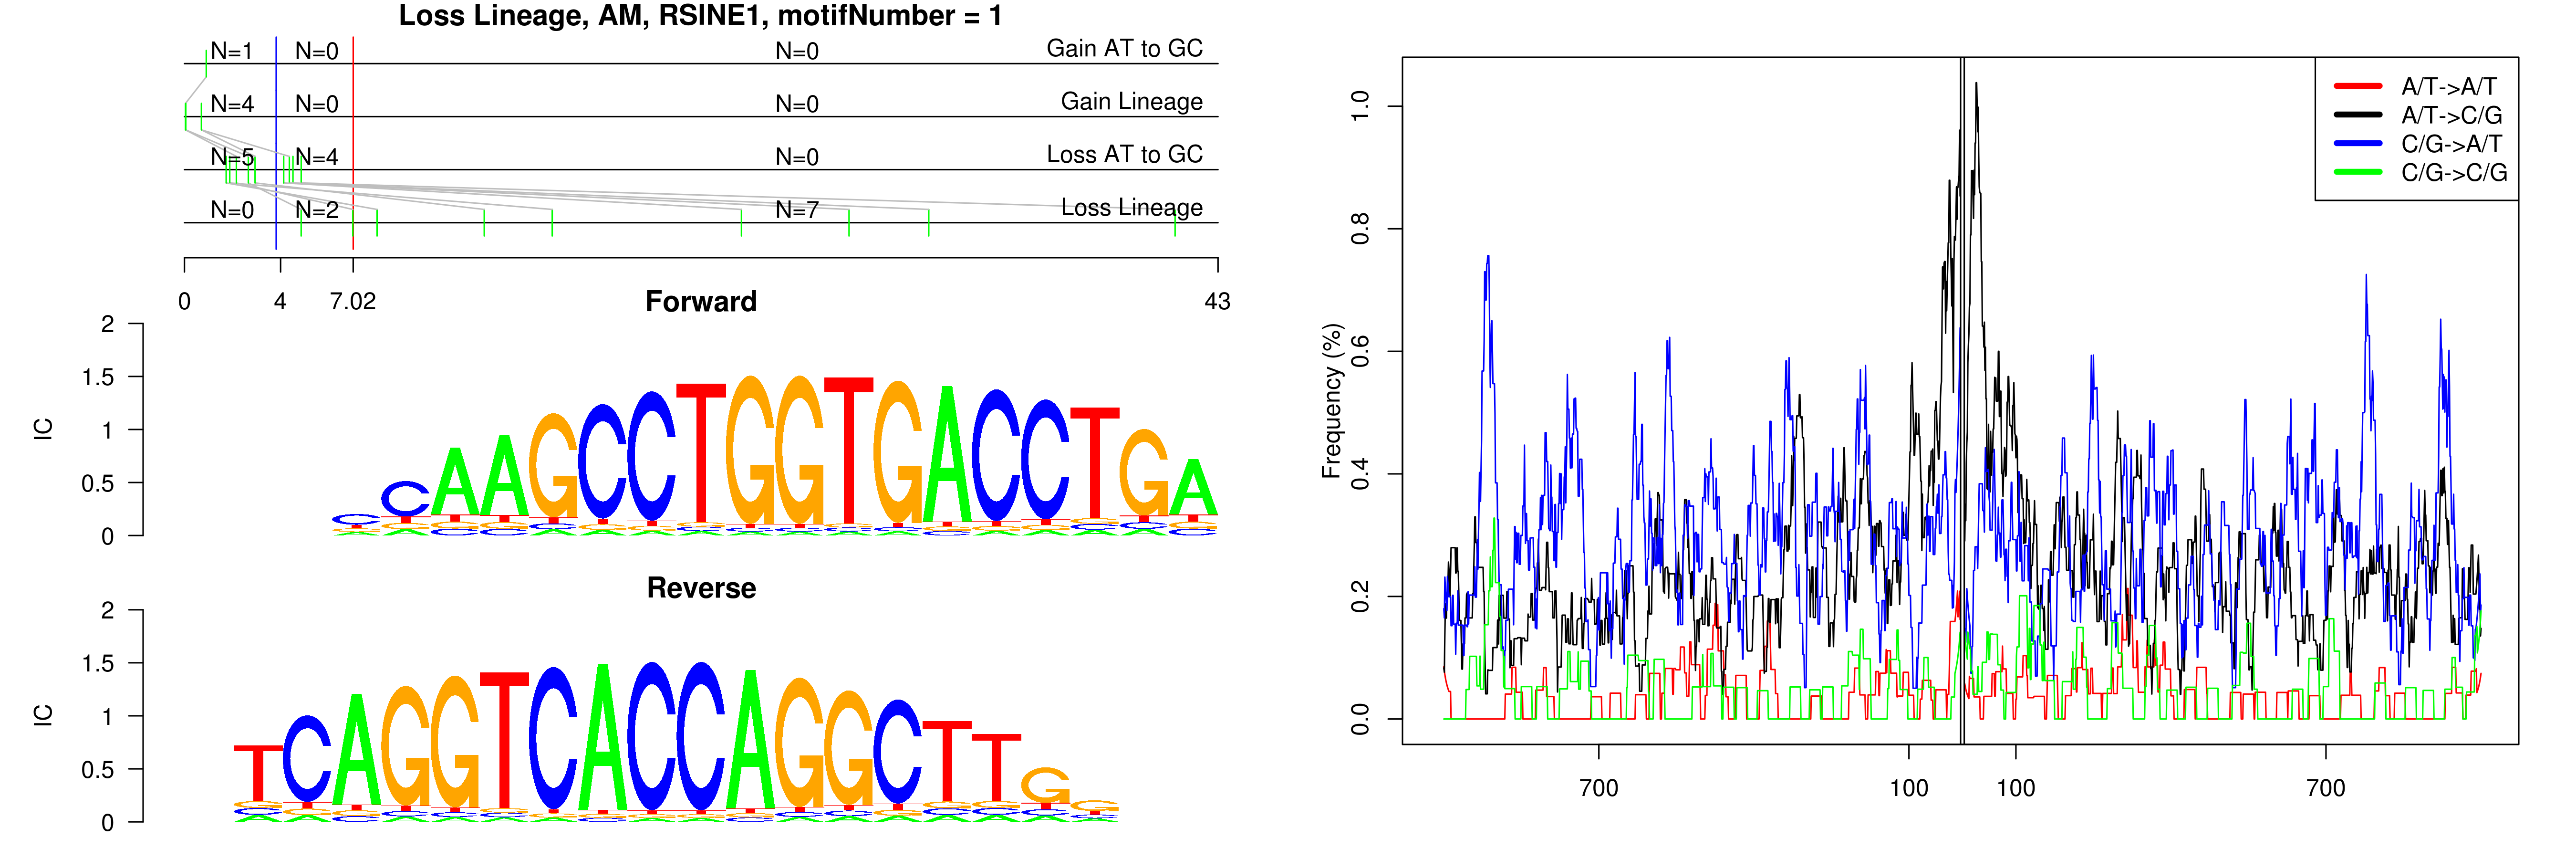 Loss Lineage, AM, RSINE1, motifNumber = 1
N=1 N=0 N=0 Gain AT to GC
N=4 N=0 N=0 Gain Lineage
N=5 N=4 N=0 Loss AT to GC
N=0 N=2 N=7 Loss Lineage
0 4 7.02 43
Forward
2
1.5
1
0.5
0
IC
CAAGCCTGGTGACCTGA
Reverse
2
1.5
1
0.5
0
IC
TCAGGTCACCAGGCTTG
1.0
0.8
0.6
0.4
0.2
0.0
Frequency (%)
A/T->A/T
A/T->C/G
C/G->A/T
C/G->C/G
700 100 100 700